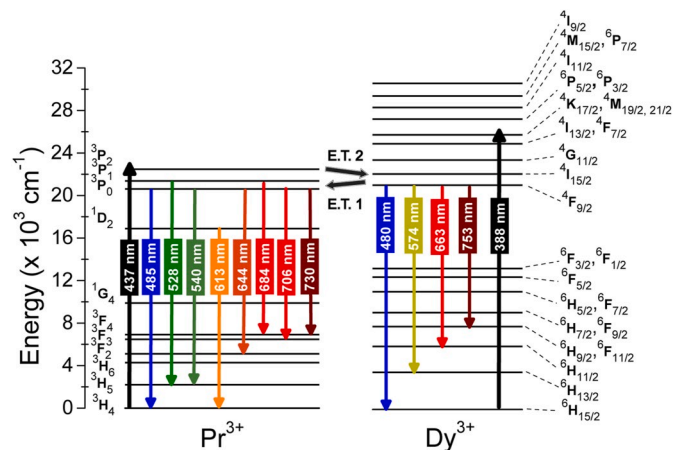 Energy (x 10³ cm⁻¹)
32
28
24
20
16
12
8
4
0
³P₂
³P₁
³P₀
¹D₂
¹G₄
³F₄
³F₃
³F₂
³H₆
³H₅
³H₄
437 nm
485 nm
528 nm
540 nm
613 nm
644 nm
684 nm
706 nm
730 nm
Pr³⁺
E.T. 2
E.T. 1
480 nm
574 nm
663 nm
753 nm
388 nm
Dy³⁺
⁴I₉/₂
⁴M₁₅/₂,⁶P₇/₂
⁴I₁₁/₂
⁶P₅/₂,⁶P₃/₂
⁴K₁₇/₂,⁴M₁₉/₂, ₂₁/₂
⁴I₁₃/₂,⁴F₇/₂
⁴G₁₁/₂
⁴I₁₅/₂
⁴F₉/₂
⁶F₃/₂,⁶F₁/₂
⁶F₅/₂
⁶H₅/₂,⁶F₇/₂
⁶H₇/₂,⁶F₉/₂
⁶H₉/₂,⁶F₁₁/₂
⁶H₁₁/₂
⁶H₁₃/₂
⁶H₁₅/₂